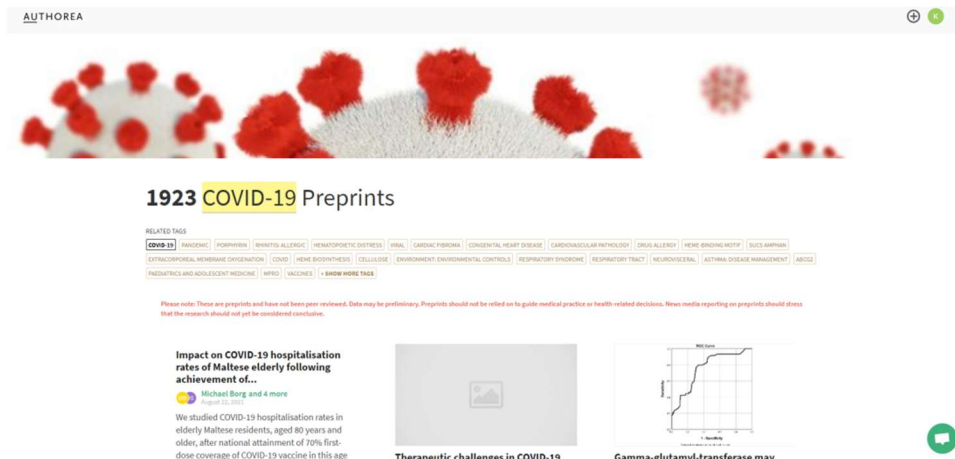 AUTHOREA
K
1923 COVID-19 Preprints
RELATED TAGS
COVID-19 PANDEMIC PORPHYRIN RHINITIS: ALLERGIC HEMATOPOIETIC DISTRESS VIRAL CARDIAC FIBROMA CONGENITAL HEART DISEASE CARDIOVASCULAR PATHOLOGY DRUG ALLERGY HEME-BINDING MOTIF SUCS AMPHAN
EXTRACORPOREAL MEMBRANE OXYGENATION COVID HEME BIOSYNTHESIS CELLULOSE ENVIRONMENT: ENVIRONMENTAL CONTROLS RESPIRATORY SYNDROME RESPIRATORY TRACT NEUROVISCERAL ASTHMA: DISEASE MANAGEMENT ABCG2
PAEDIATRICS AND ADOLESCENT MEDICINE MPRO VACCINES + SHOW MORE TAGS
Please note: These are preprints and have not been peer reviewed. Data may be preliminary. Preprints should not be relied on to guide medical practice or health-related decisions. News media reporting on preprints should stress
that the research should not yet be considered conclusive.
Impact on COVID-19 hospitalisation
rates of Maltese elderly following
achievement of...
Michael Borg and 4 more
August 22, 2021
We studied COVID-19 hospitalisation rates in
elderly Maltese residents, aged 80 years and
older, after national attainment of 70% first-
dose coverage of COVID-19 vaccine in this age
Therapeutic challenges in COVID-19
ROC Curve
Sensitivity
1 - Specificity
Gamma-glutamyl-transferase may